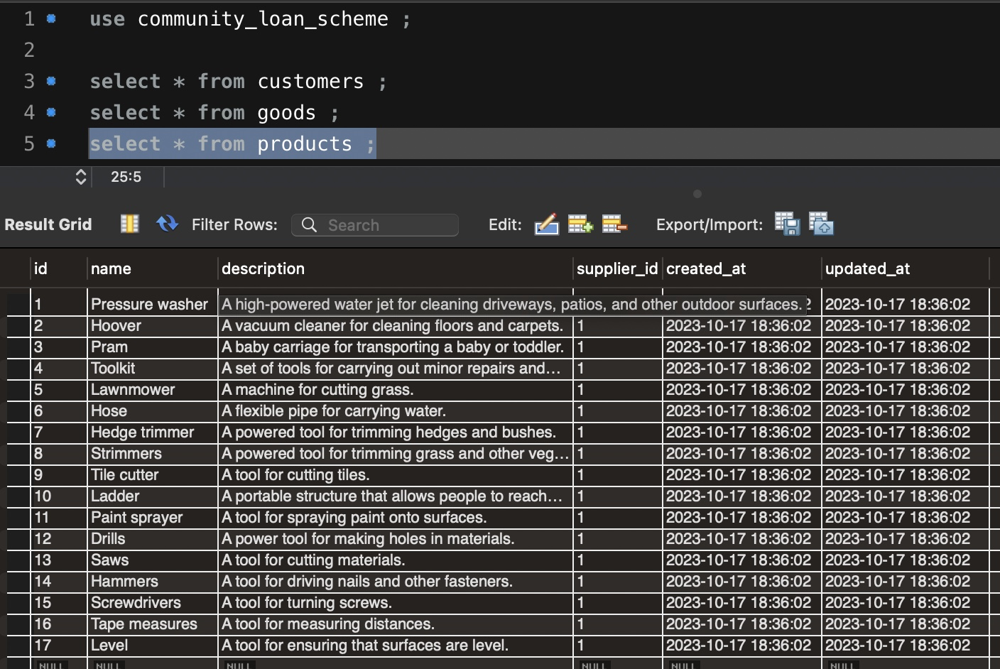 1 use community_loan_scheme ;
2
3 select * from customers ;
4 select * from goods ;
5 select * from products ;
25:5
Result Grid Filter Rows: Search Edit: Export/Import:
id name description supplier_id created_at updated_at
1 Pressure washer A high-powered water jet for cleaning driveways, patios, and other outdoor surfaces. 2023-10-17 18:36:02
2 Hoover A vacuum cleaner for cleaning floors and carpets. 1 2023-10-17 18:36:02 2023-10-17 18:36:02
3 Pram A baby carriage for transporting a baby or toddler. 1 2023-10-17 18:36:02 2023-10-17 18:36:02
4 Toolkit A set of tools for carrying out minor repairs and... 1 2023-10-17 18:36:02 2023-10-17 18:36:02
5 Lawnmower A machine for cutting grass. 1 2023-10-17 18:36:02 2023-10-17 18:36:02
6 Hose A flexible pipe for carrying water. 1 2023-10-17 18:36:02 2023-10-17 18:36:02
7 Hedge trimmer A powered tool for trimming hedges and bushes. 1 2023-10-17 18:36:02 2023-10-17 18:36:02
8 Strimmers A powered tool for trimming grass and other veg... 1 2023-10-17 18:36:02 2023-10-17 18:36:02
9 Tile cutter A tool for cutting tiles. 1 2023-10-17 18:36:02 2023-10-17 18:36:02
10 Ladder A portable structure that allows people to reach... 1 2023-10-17 18:36:02 2023-10-17 18:36:02
11 Paint sprayer A tool for spraying paint onto surfaces. 1 2023-10-17 18:36:02 2023-10-17 18:36:02
12 Drills A power tool for making holes in materials. 1 2023-10-17 18:36:02 2023-10-17 18:36:02
13 Saws A tool for cutting materials. 1 2023-10-17 18:36:02 2023-10-17 18:36:02
14 Hammers A tool for driving nails and other fasteners. 1 2023-10-17 18:36:02 2023-10-17 18:36:02
15 Screwdrivers A tool for turning screws. 1 2023-10-17 18:36:02 2023-10-17 18:36:02
16 Tape measures A tool for measuring distances. 1 2023-10-17 18:36:02 2023-10-17 18:36:02
17 Level A tool for ensuring that surfaces are level. 1 2023-10-17 18:36:02 2023-10-17 18:36:02
NULL NULL NULL NULL NULL NULL